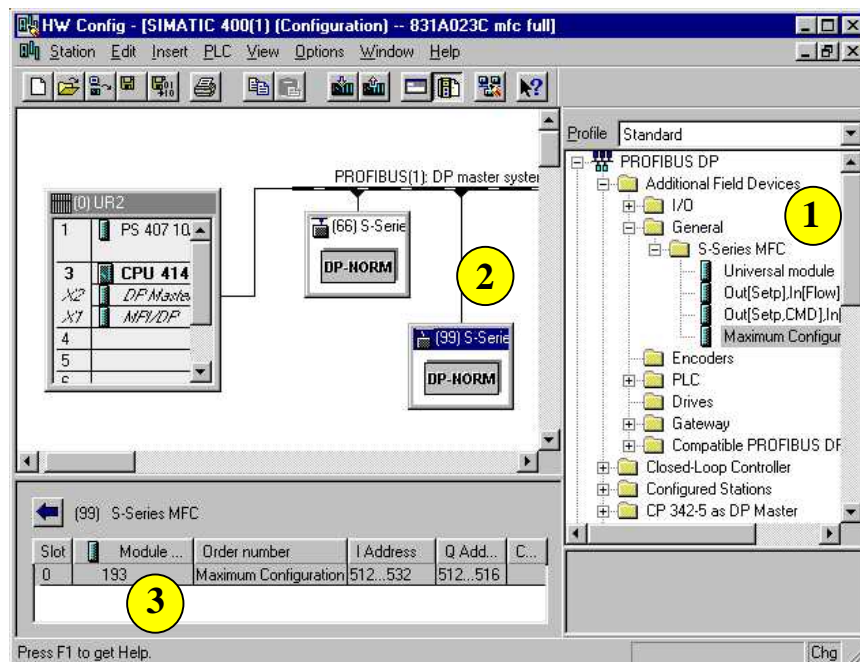 HW Config - [SIMATIC 400(1) (Configuration) -- 831A023C mfc full]
Station Edit Insert PLC View Options Window Help
PROFIBUS(1): DP master system
(0) UR2
1 PS 407 10
3 CPU 414
X2 DP Maste
X1 MPI/DP
4
5
6
(66) S-Serie
DP-NORM
2
(99) S-Serie
DP-NORM
Profile Standard
PROFIBUS DP
Additional Field Devices
I/O
General
S-Series MFC
Universal module
Out[Setp],In[Flow]
Out[Setp,CMD],In[
Maximum Configur
Encoders
PLC
Drives
Gateway
Compatible PROFIBUS DP
Closed-Loop Controller
Configured Stations
CP 342-5 as DP Master
1
(99) S-Series MFC
Slot Module ... Order number I Address Q Add... C...
0 193 Maximum Configuration 512...532 512...516
3
Press F1 to get Help.
Chg